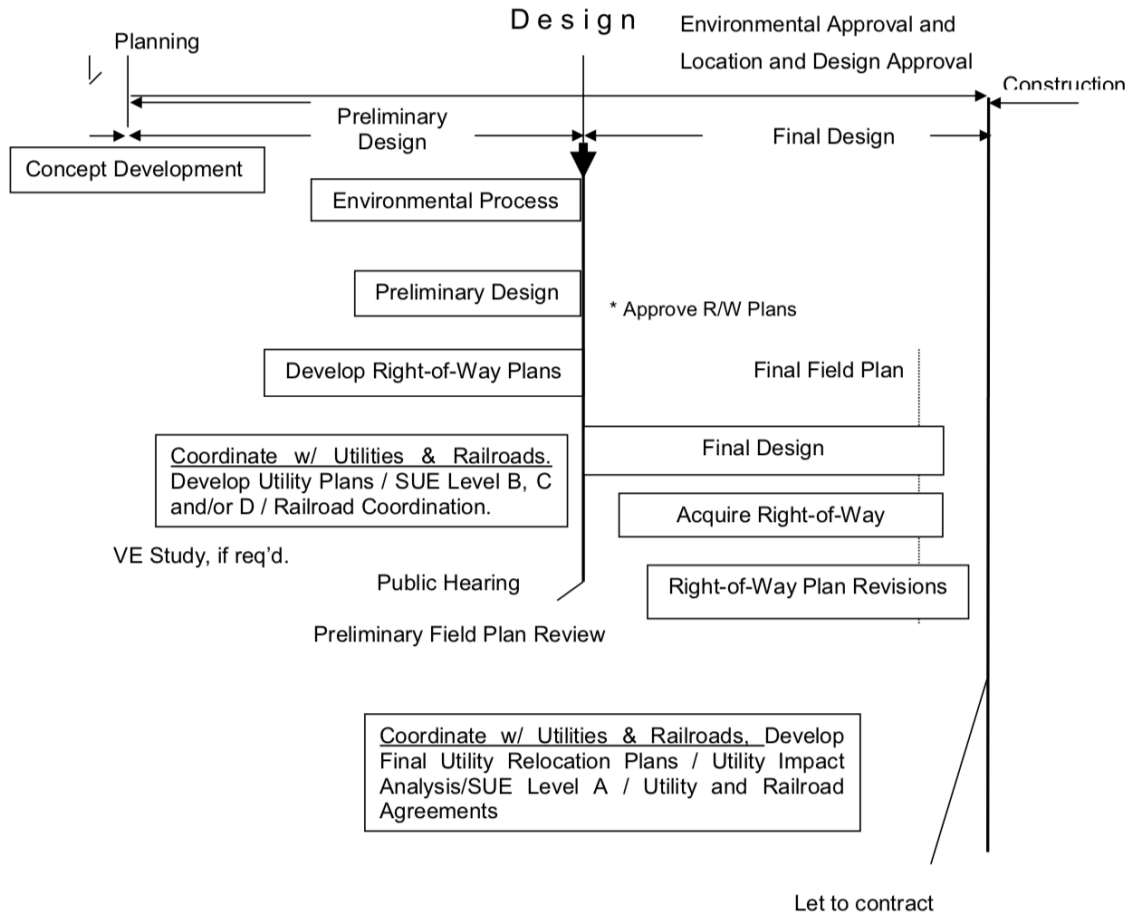 Design
Environmental Approval and
Location and Design Approval
Planning
Construction
Preliminary
Design
Final Design
Concept Development
Environmental Process
Preliminary Design
* Approve R/W Plans
Develop Right-of-Way Plans
Final Field Plan
Final Design
Coordinate w/ Utilities & Railroads.
Develop Utility Plans / SUE Level B, C
and/or D / Railroad Coordination.
Acquire Right-of-Way
VE Study, if req'd.
Public Hearing
Right-of-Way Plan Revisions
Preliminary Field Plan Review
Coordinate w/ Utilities & Railroads, Develop
Final Utility Relocation Plans / Utility Impact
Analysis/SUE Level A / Utility and Railroad
Agreements
Let to contract